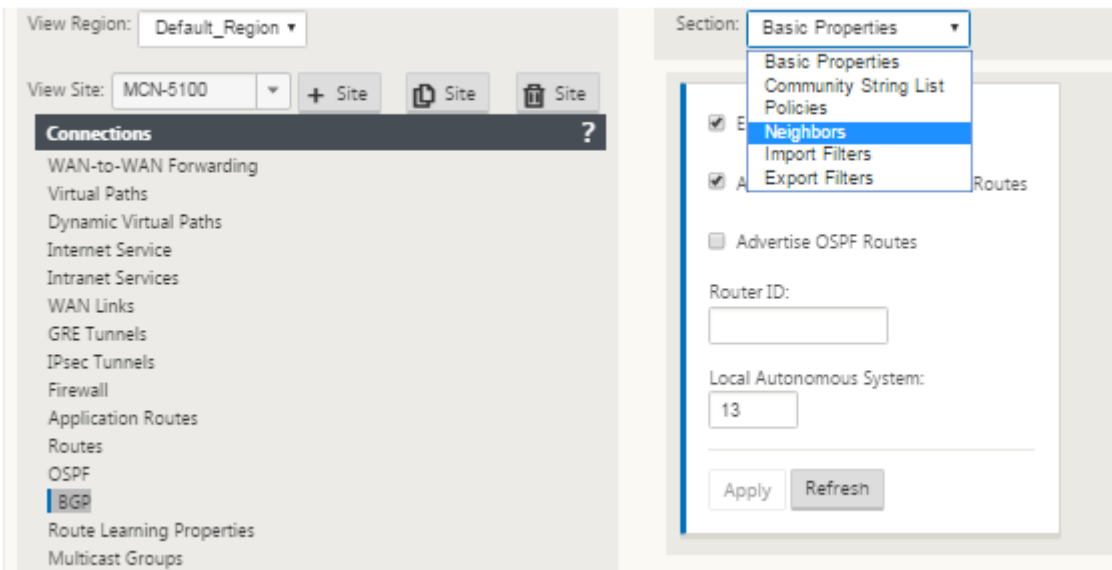 View Region: Default_Region
View Site: MCN-5100 + Site Site Site
Connections ?
WAN-to-WAN Forwarding
Virtual Paths
Dynamic Virtual Paths
Internet Service
Intranet Services
WAN Links
GRE Tunnels
IPsec Tunnels
Firewall
Application Routes
Routes
OSPF
BGP
Route Learning Properties
Multicast Groups
Section: Basic Properties
Basic Properties
Community String List
Policies
Neighbors
Import Filters
Export Filters
E
A Routes
Advertise OSPF Routes
Router ID:
Local Autonomous System:
13
Apply Refresh